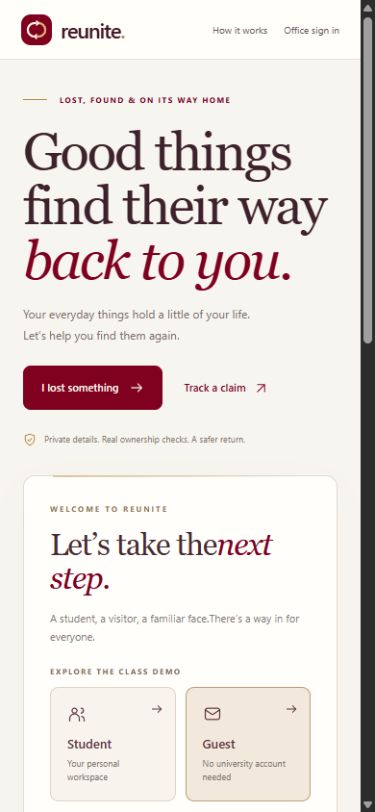 reunite.
How it works
Office sign in
LOST, FOUND & ON ITS WAY HOME
Good things
find their way
back to you.
Your everyday things hold a little of your life.
Let's help you find them again.
I lost something
Track a claim
Private details. Real ownership checks. A safer return.
WELCOME TO REUNITE
Let's take thenext
step.
A student, a visitor, a familiar face.There's a way in for
everyone.
EXPLORE THE CLASS DEMO
Student
Your personal
workspace
Guest
No university account
needed